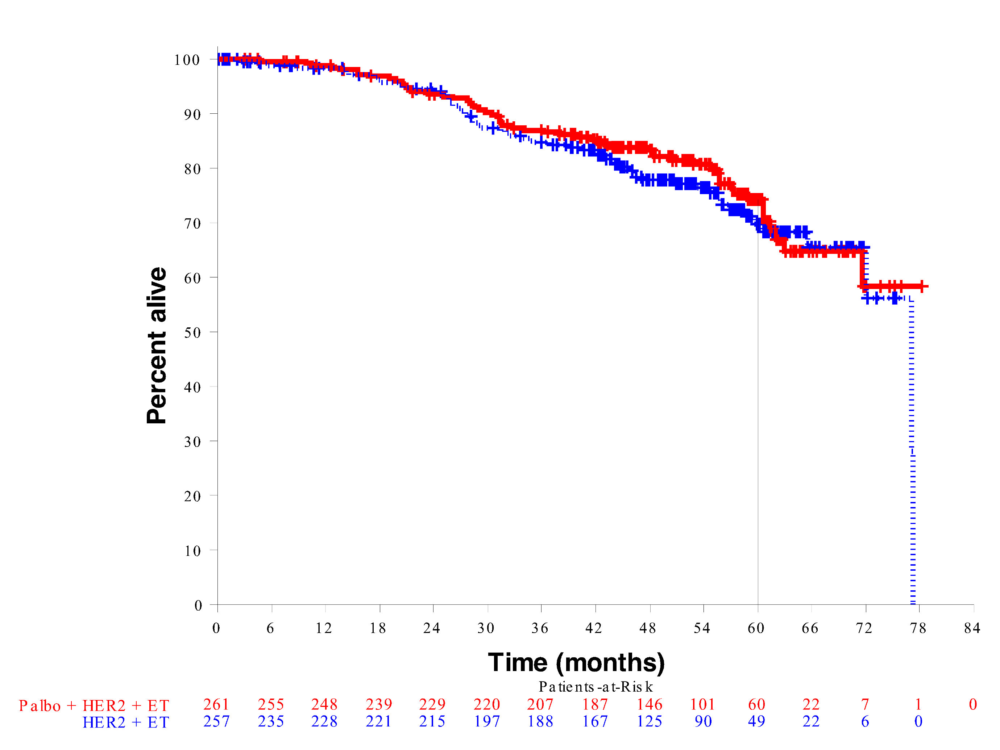 100
90
80
70
60
50
40
30
20
10
0
Percent alive
0 6 12 18 24 30 36 42 48 54 60 66 72 78 84
Time (months)
Patients-at-Risk
Palbo + HER2 + ET 261 255 248 239 229 220 207 187 146 101 60 22 7 1 0
HER2 + ET 257 235 228 221 215 197 188 167 125 90 49 22 6 0